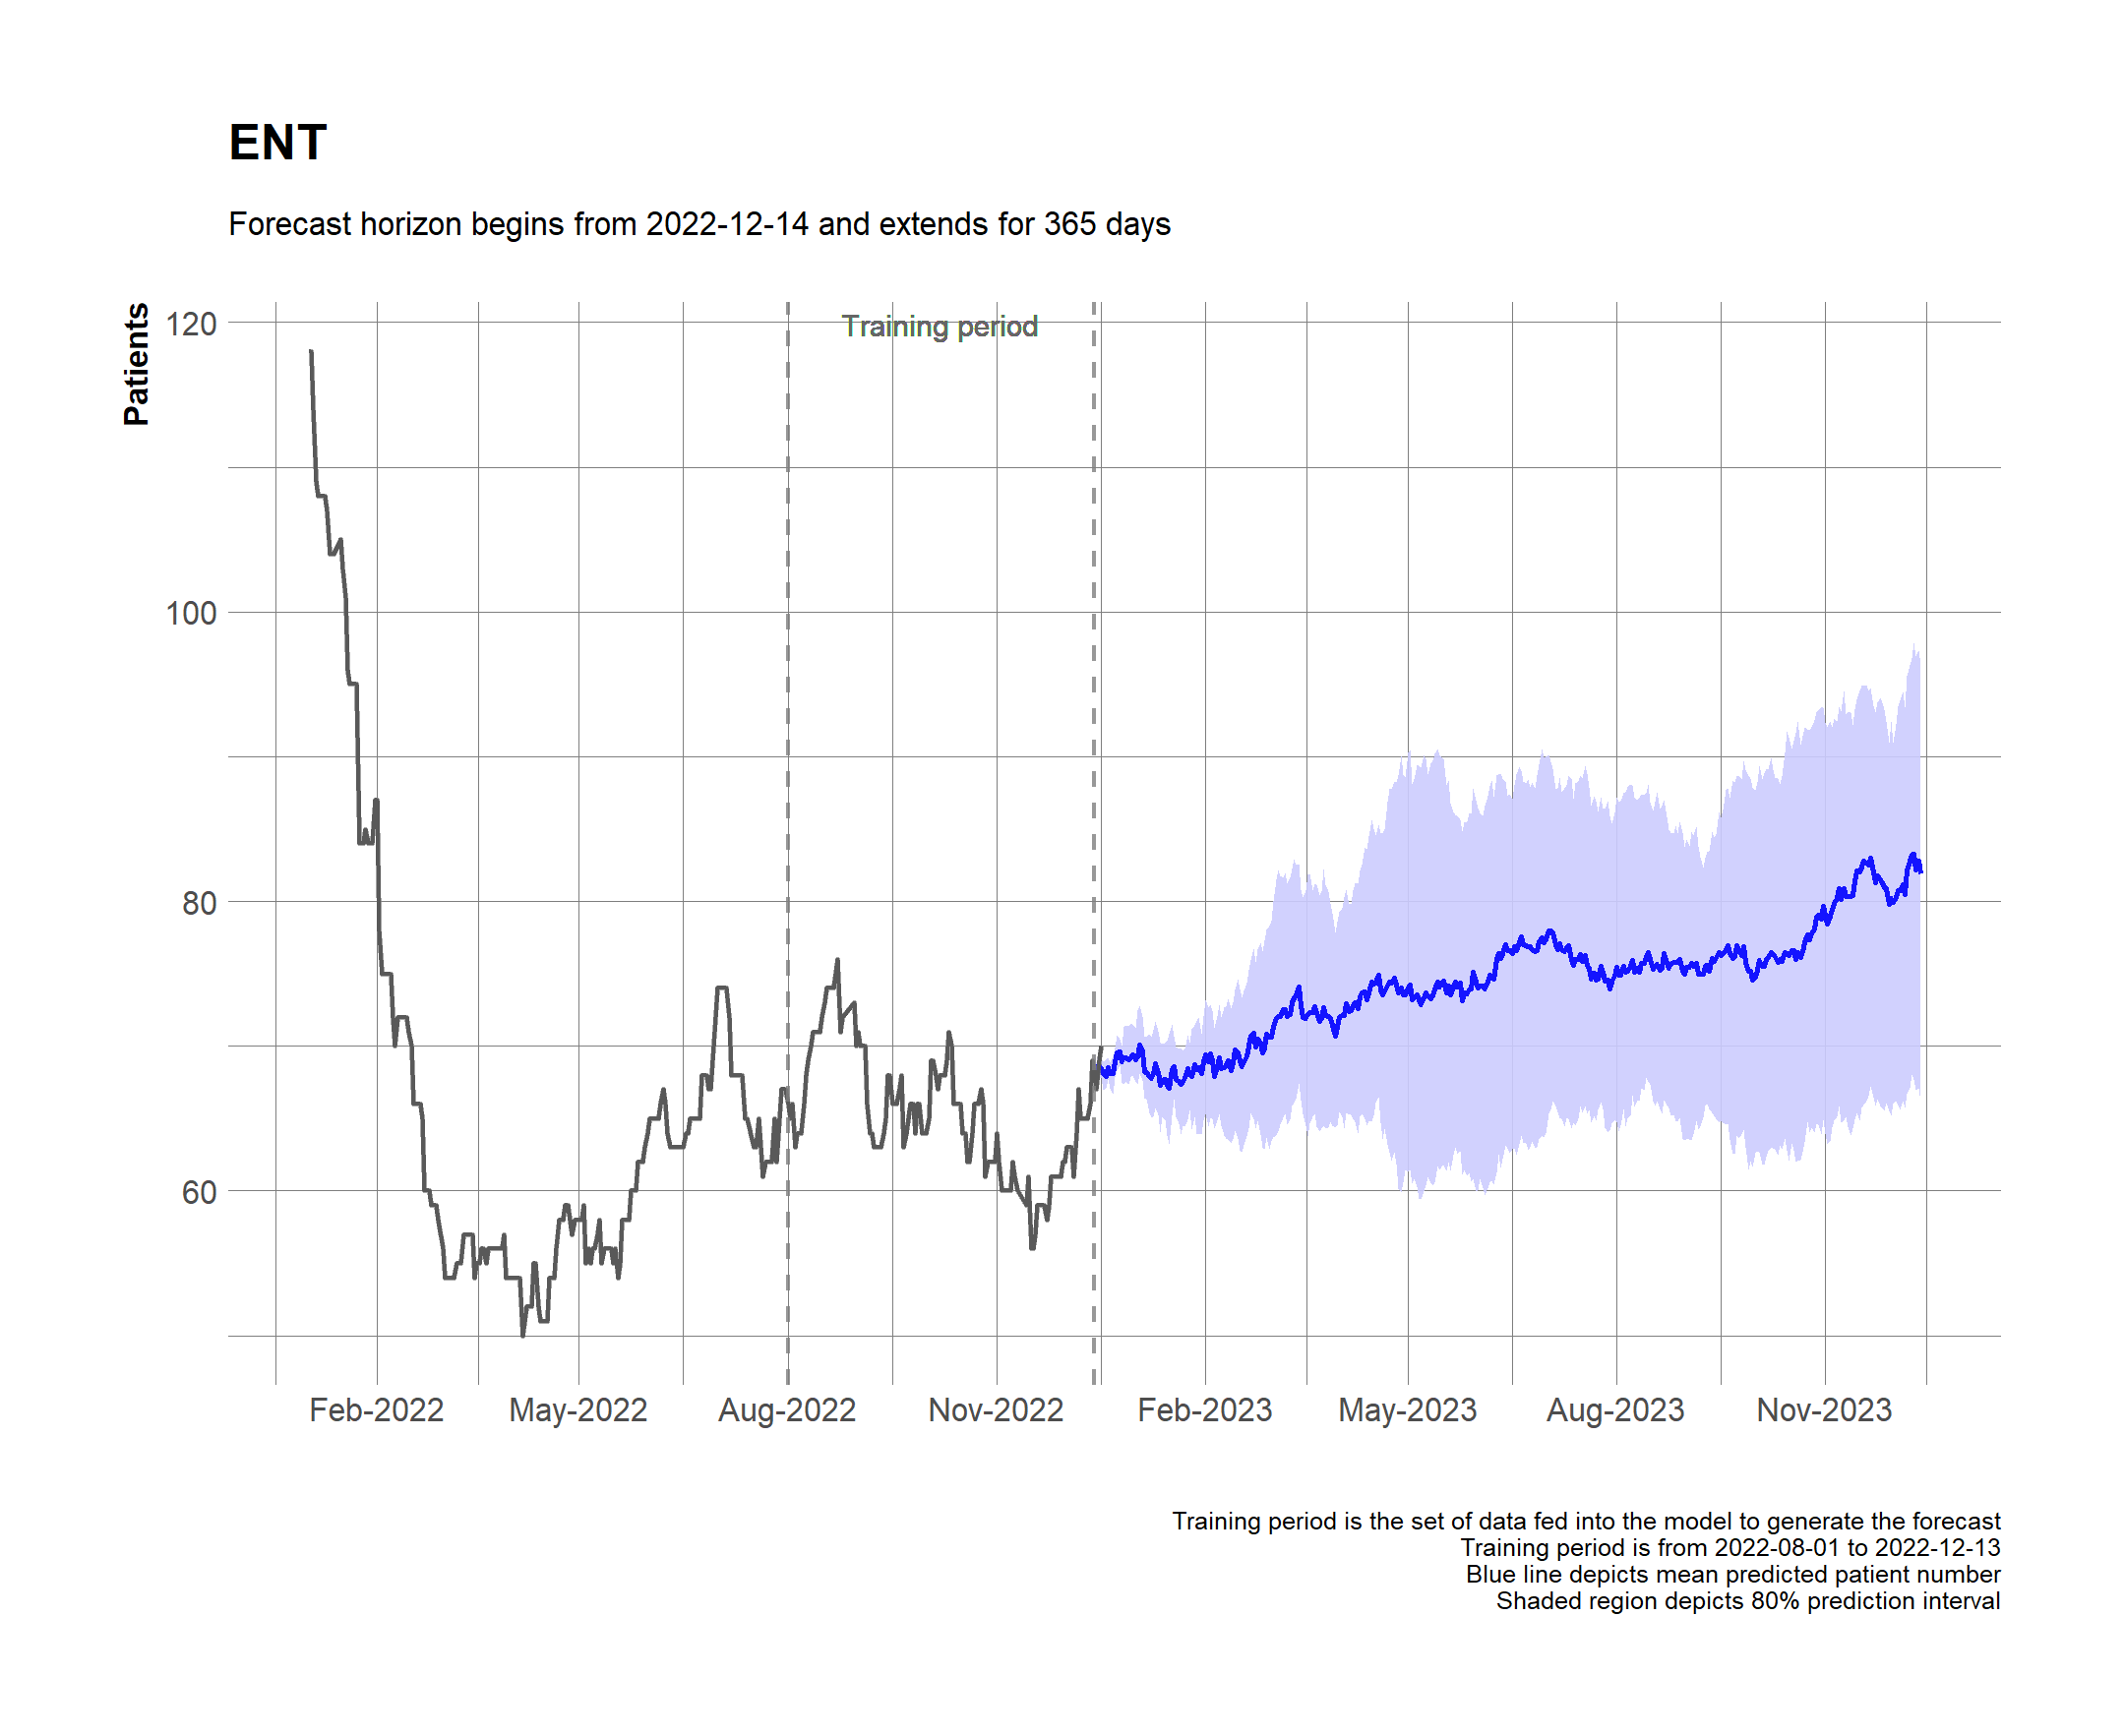 ENT
Forecast horizon begins from 2022-12-14 and extends for 365 days
Patients
Training period
120
100
80
60
Feb-2022 May-2022 Aug-2022 Nov-2022 Feb-2023 May-2023 Aug-2023 Nov-2023
Training period is the set of data fed into the model to generate the forecast
Training period is from 2022-08-01 to 2022-12-13
Blue line depicts mean predicted patient number
Shaded region depicts 80% prediction interval